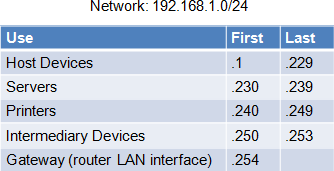 Network: 192.168.1.0/24
Use First Last
Host Devices .1 .229
Servers .230 .239
Printers .240 .249
Intermediary Devices .250 .253
Gateway (router LAN interface) .254